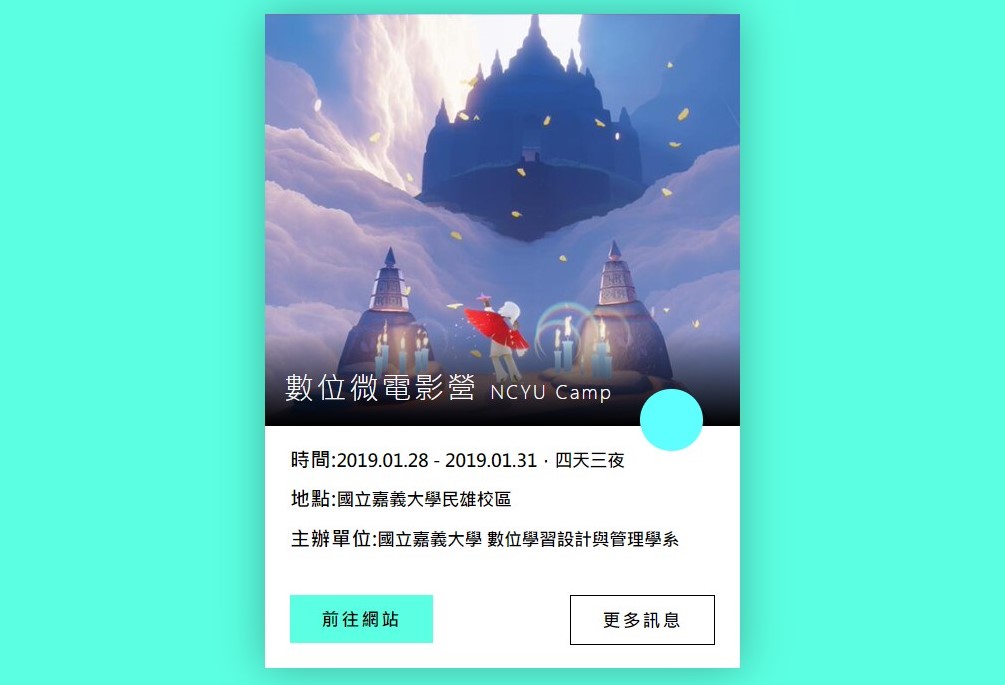 數位微電影營 NCYU Camp
時間:2019.01.28 - 2019.01.31．四天三夜
地點:國立嘉義大學民雄校區
主辦單位:國立嘉義大學 數位學習設計與管理學系
前往網站 更多訊息